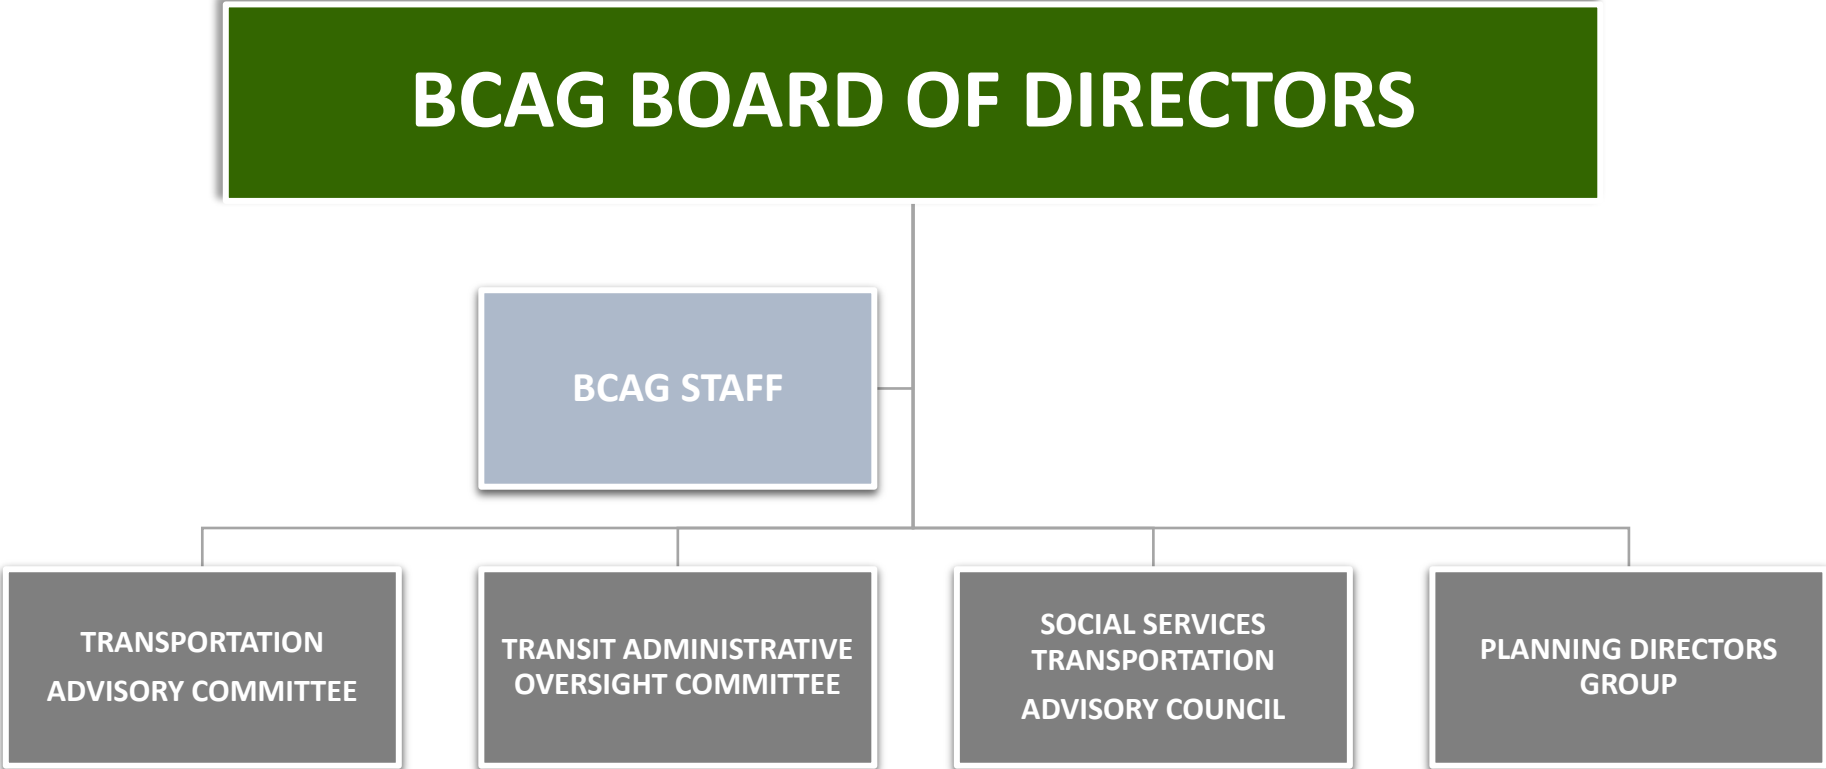 BCAG BOARD OF DIRECTORS
BCAG STAFF
TRANSPORTATION
ADVISORY COMMITTEE
TRANSIT ADMINISTRATIVE
OVERSIGHT COMMITTEE
SOCIAL SERVICES
TRANSPORTATION
ADVISORY COUNCIL
PLANNING DIRECTORS
GROUP